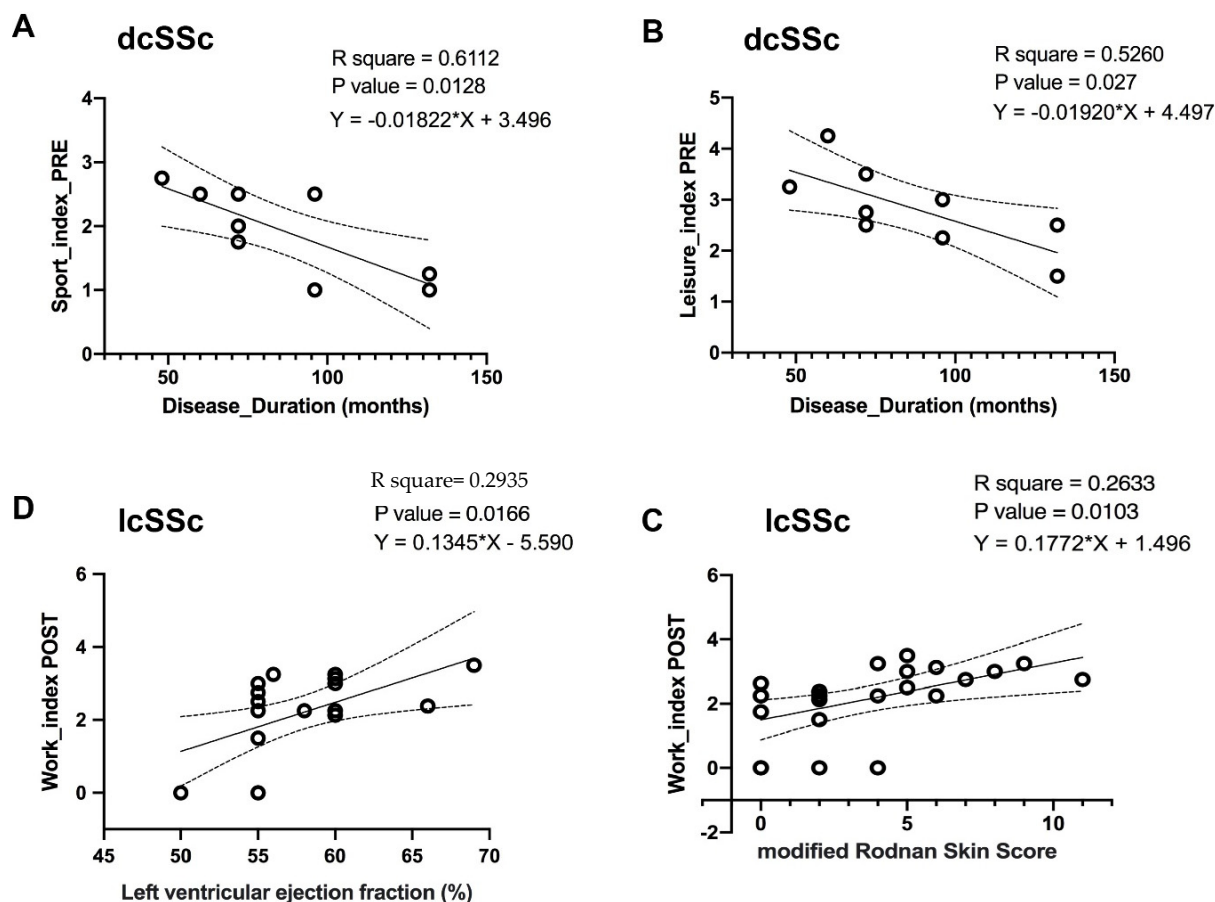 A
dcSSc
R square = 0.6112
P value = 0.0128
Y = -0.01822*X + 3.496
Sport_index_PRE
4
3
2
1
0
50
100
150
Disease_Duration (months)
B
dcSSc
R square = 0.5260
P value = 0.027
Y = -0.01920*X + 4.497
Leisure_index PRE
5
4
3
2
1
0
50
100
150
Disease_Duration (months)
D
lcSSc
R square= 0.2935
P value = 0.0166
Y = 0.1345*X - 5.590
Work_index POST
6
4
2
0
45
50
55
60
65
70
Left ventricular ejection fraction (%)
C
lcSSc
R square = 0.2633
P value = 0.0103
Y = 0.1772*X + 1.496
Work_index POST
6
4
2
0
-2
0
5
10
modified Rodnan Skin Score